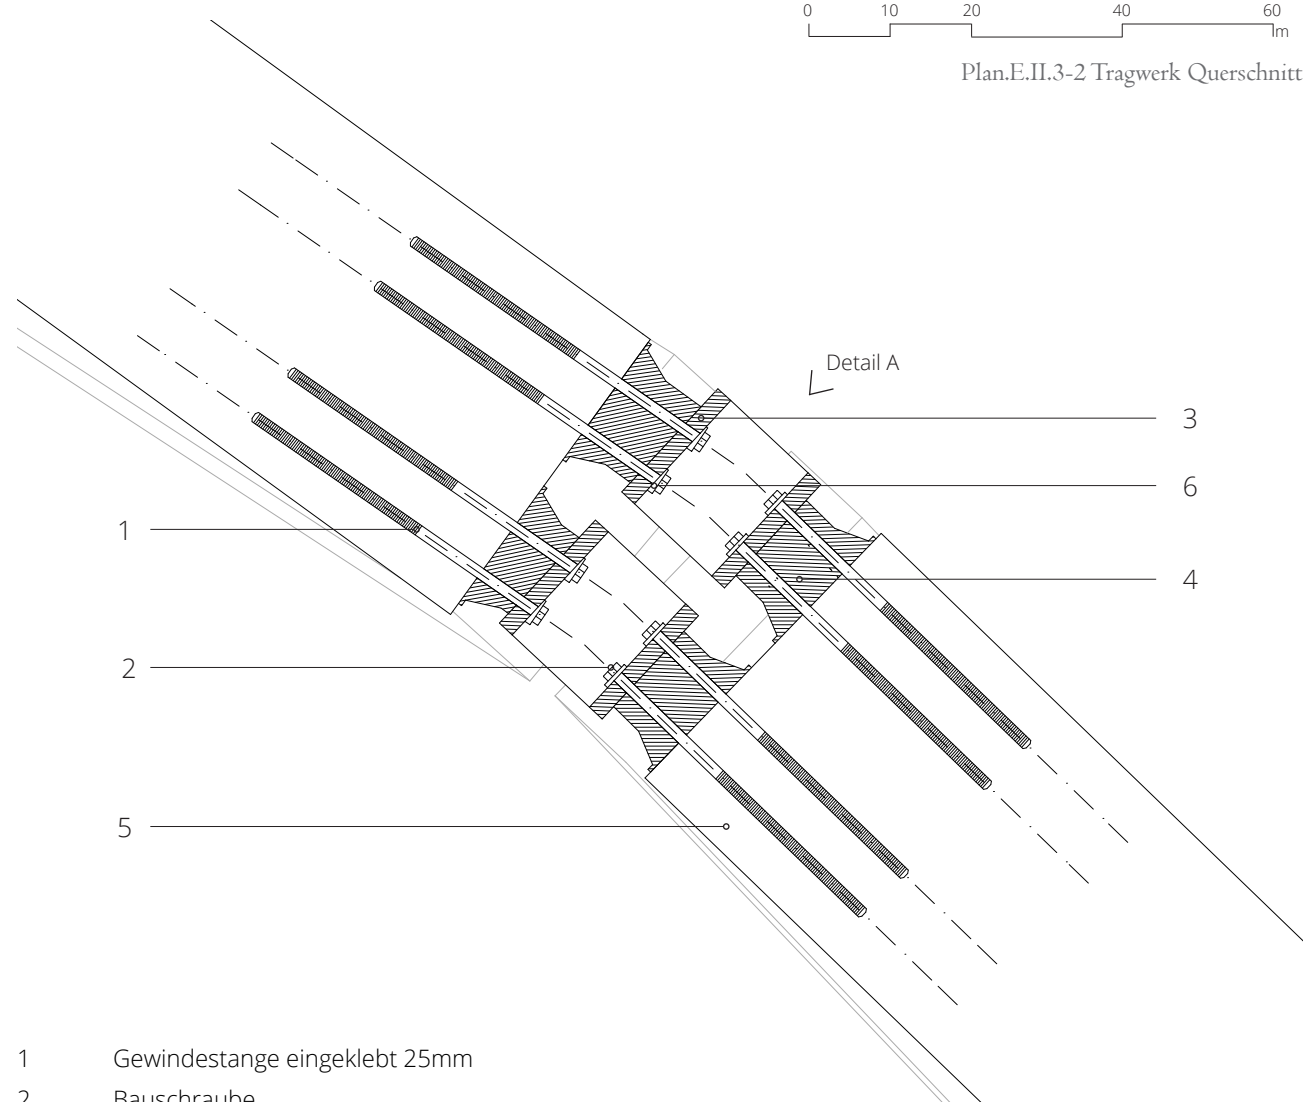 0 10 20 40 60
m
Plan.E.II.3-2 Tragwerk Querschnitt
Detail A
3
6
1
4
2
5
1 Gewindestange eingeklebt 25mm
2 Bauschraube